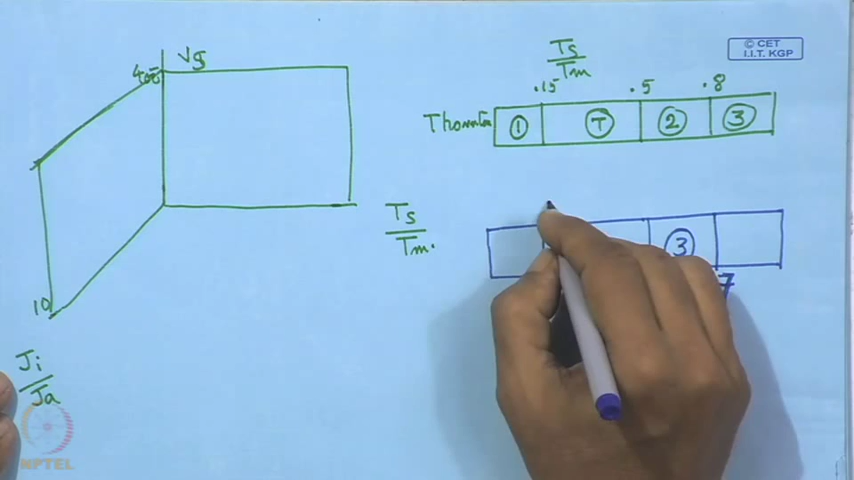 400 Vs
Ts
Tm
© CET
I.I.T. KGP
.15 .5 .8
Thornton 1 T 2 3
Ts
Tm.
3
7
10
Ji
Ja
NPTEL